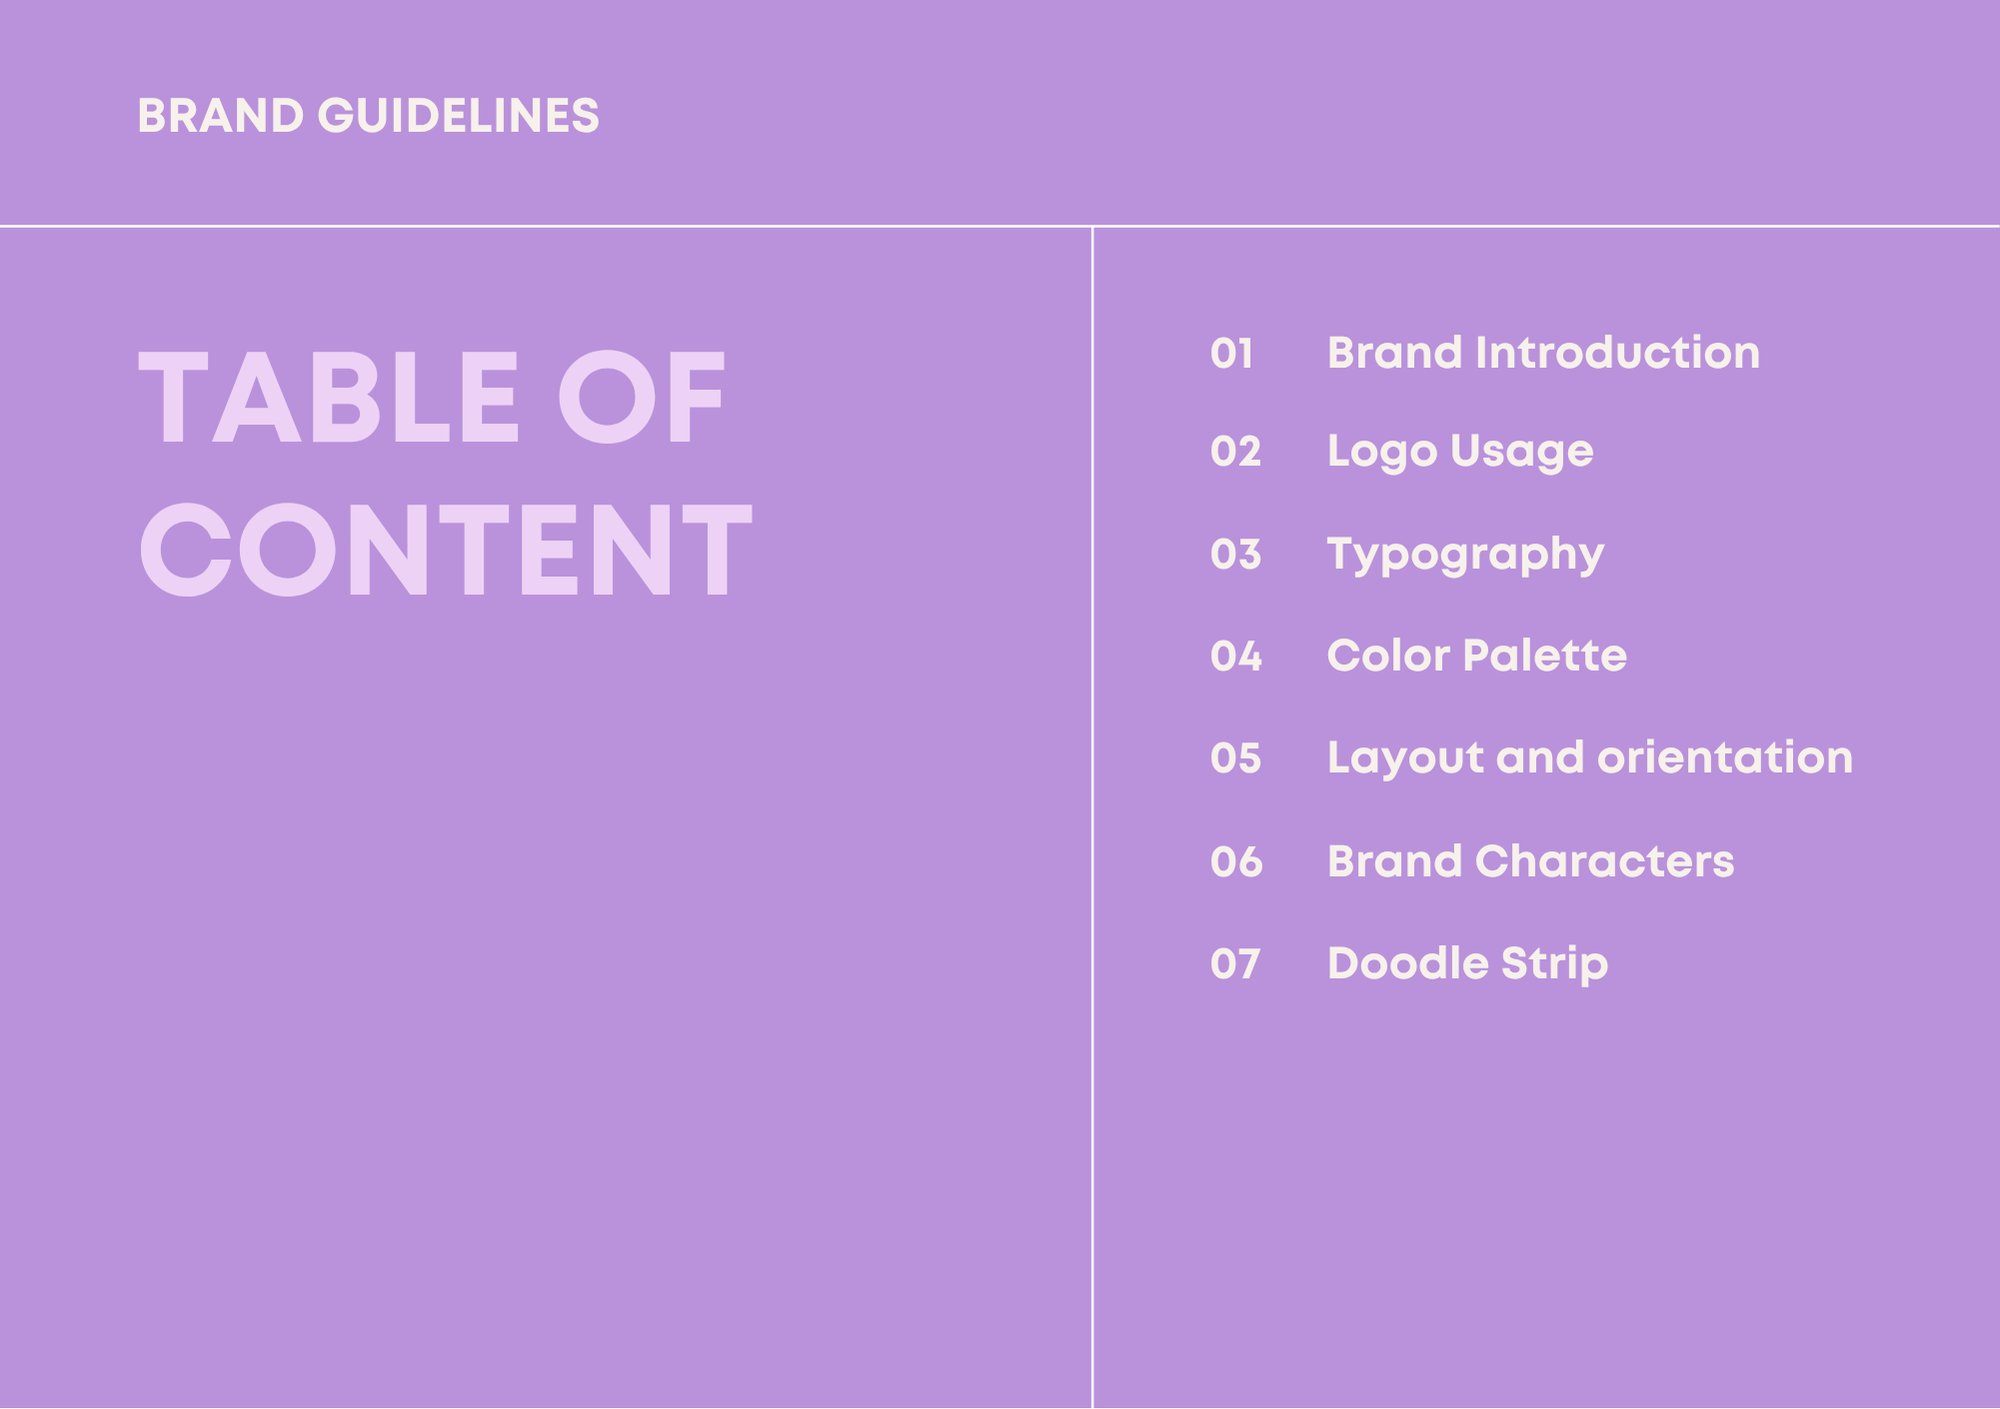 BRAND GUIDELINES
TABLE OF
CONTENT
01 Brand Introduction
02 Logo Usage
03 Typography
04 Color Palette
05 Layout and orientation
06 Brand Characters
07 Doodle Strip